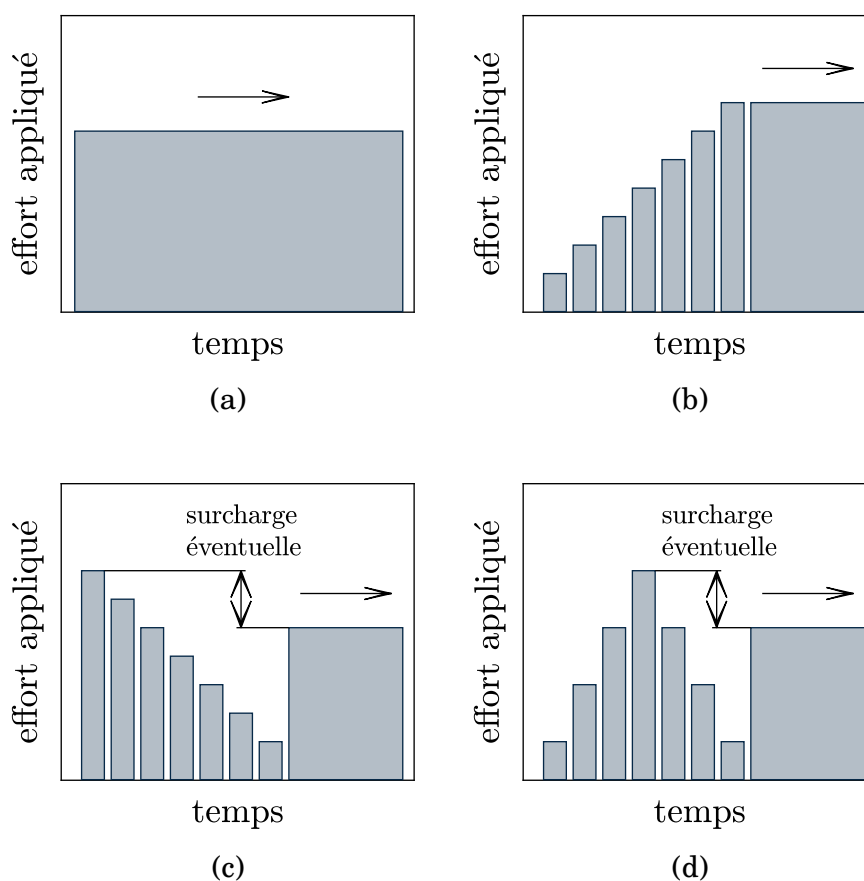 effort appliqué
temps
(a)
effort appliqué
temps
(b)
surcharge
éventuelle
effort appliqué
temps
(c)
surcharge
éventuelle
effort appliqué
temps
(d)